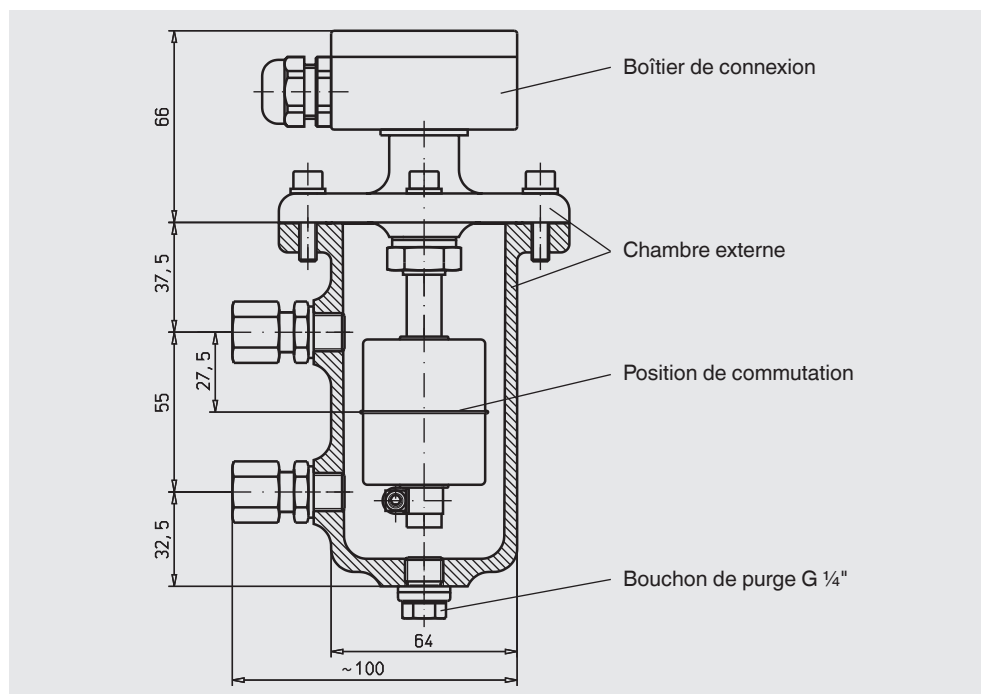 Boîtier de connexion
66
Chambre externe
37,5
27,5
Position de commutation
55
32,5
Bouchon de purge G ¼"
64
~100